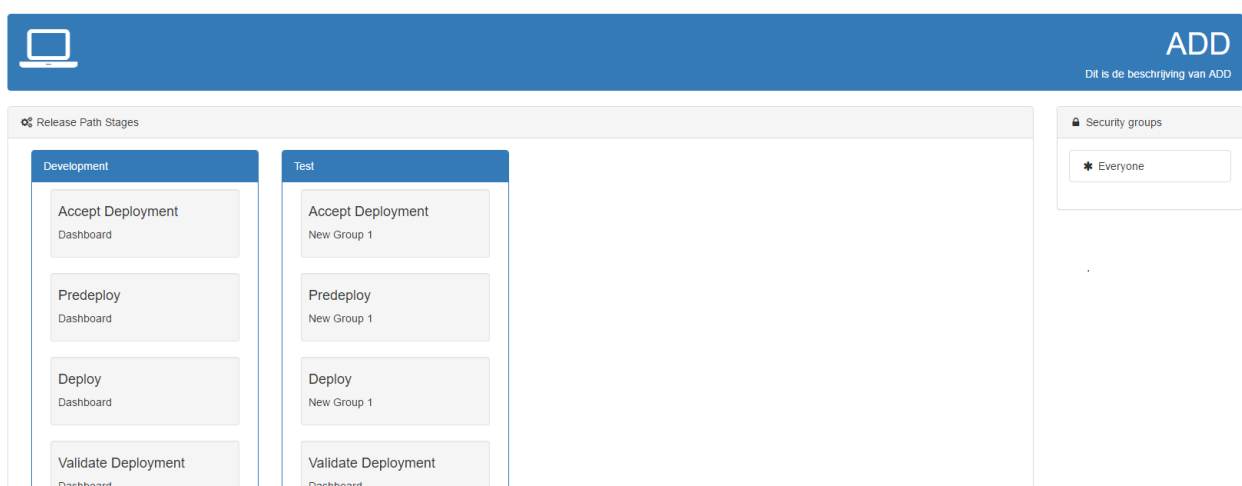 ADD
Dit is de beschrijving van ADD
Release Path Stages
Development
Accept Deployment
Dashboard
Predeploy
Dashboard
Deploy
Dashboard
Validate Deployment
Dashboard
Test
Accept Deployment
New Group 1
Predeploy
New Group 1
Deploy
New Group 1
Validate Deployment
Dashboard
Security groups
Everyone
.